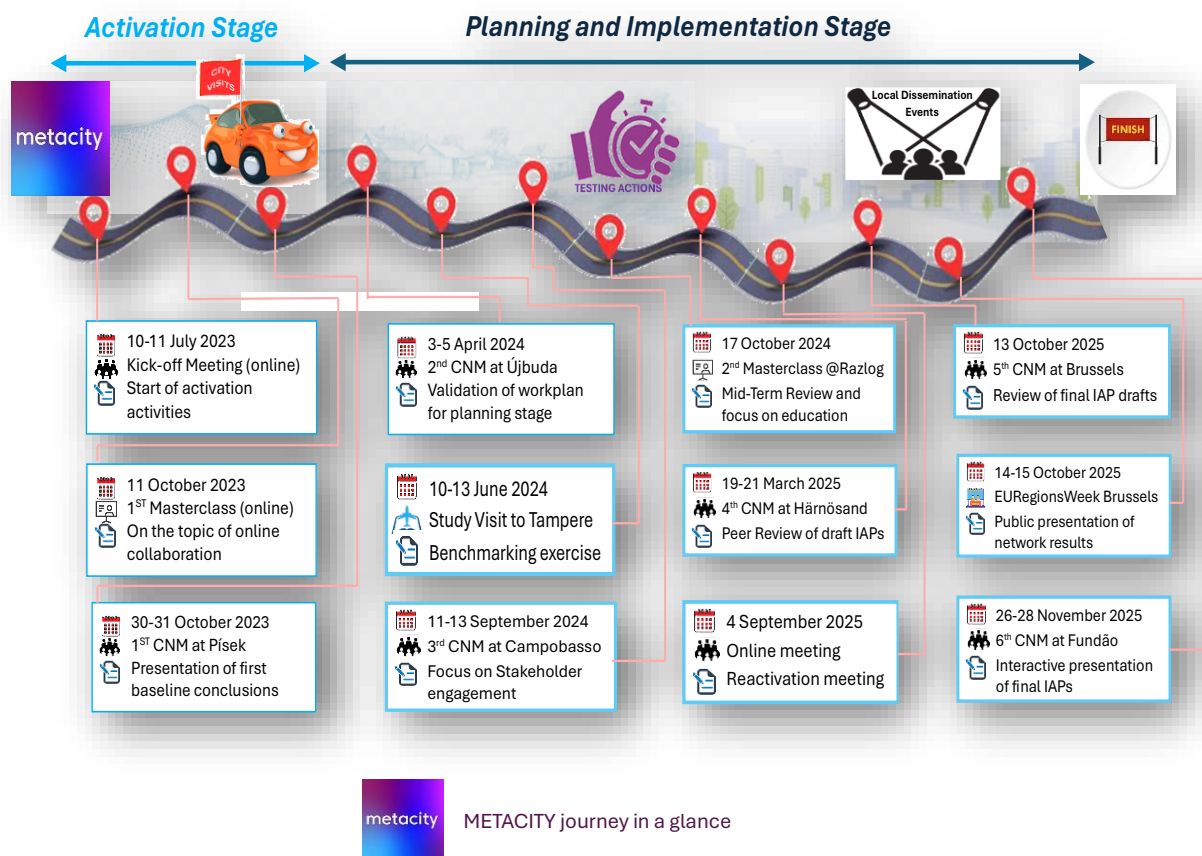 Activation Stage
Planning and Implementation Stage
metacity
CITY
VISITS
TESTING ACTIONS
Local Dissemination
Events
FINISH
10-11 July 2023
Kick-off Meeting (online)
Start of activation
activities
11 October 2023
1ST Masterclass (online)
On the topic of online
collaboration
30-31 October 2023
1ST CNM at Písek
Presentation of first
baseline conclusions
3-5 April 2024
2nd CNM at Újbuda
Validation of workplan
for planning stage
10-13 June 2024
Study Visit to Tampere
Benchmarking exercise
11-13 September 2024
3rd CNM at Campobasso
Focus on Stakeholder
engagement
17 October 2024
2nd Masterclass @Razlog
Mid-Term Review and
focus on education
19-21 March 2025
4th CNM at Härnösand
Peer Review of draft IAPs
4 September 2025
Online meeting
Reactivation meeting
13 October 2025
5th CNM at Brussels
Review of final IAP drafts
14-15 October 2025
EURegionsWeek Brussels
Public presentation of
network results
26-28 November 2025
6th CNM at Fundão
Interactive presentation
of final IAPs
metacity
METACITY journey in a glance